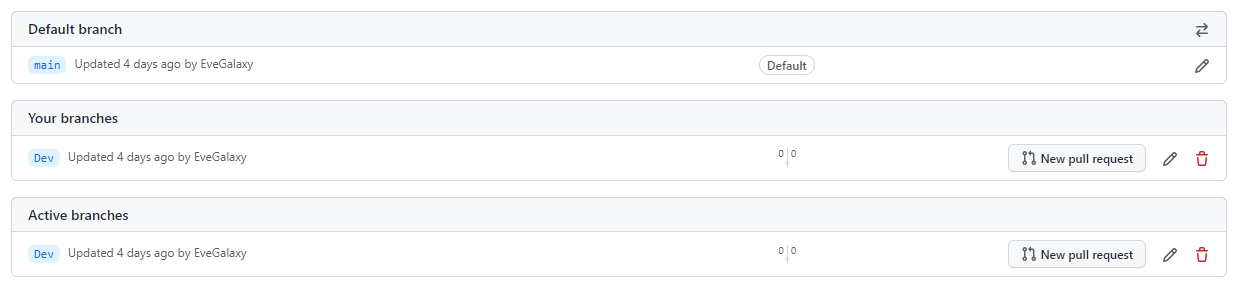 Default branch
main Updated 4 days ago by EveGalaxy Default
Your branches
Dev Updated 4 days ago by EveGalaxy 0 0 New pull request
Active branches
Dev Updated 4 days ago by EveGalaxy 0 0 New pull request